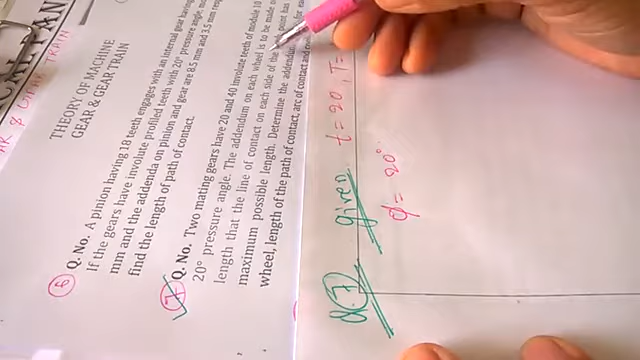 & GEAR TRAIN
THEORY OF MACHINE
GEAR & GEAR TRAIN
6 Q. No. A pinion having 18 teeth engages with an internal gear
If the gears have involute profiled teeth with 20° pressure angle,
mm and the addenda on pinion and gear are 8.5 mm and 3.5 mm
find the length of path of contact.
7 Q. No. Two mating gears have 20 and 40 involute teeth of module 10
20° pressure angle. The addendum on each wheel is to be made
length that the line of contact on each side of the
maximum possible length. Determine the addendum for
wheel, length of the path of contact, arc of contact and
Q7 given t = 20, T =
φ = 20°